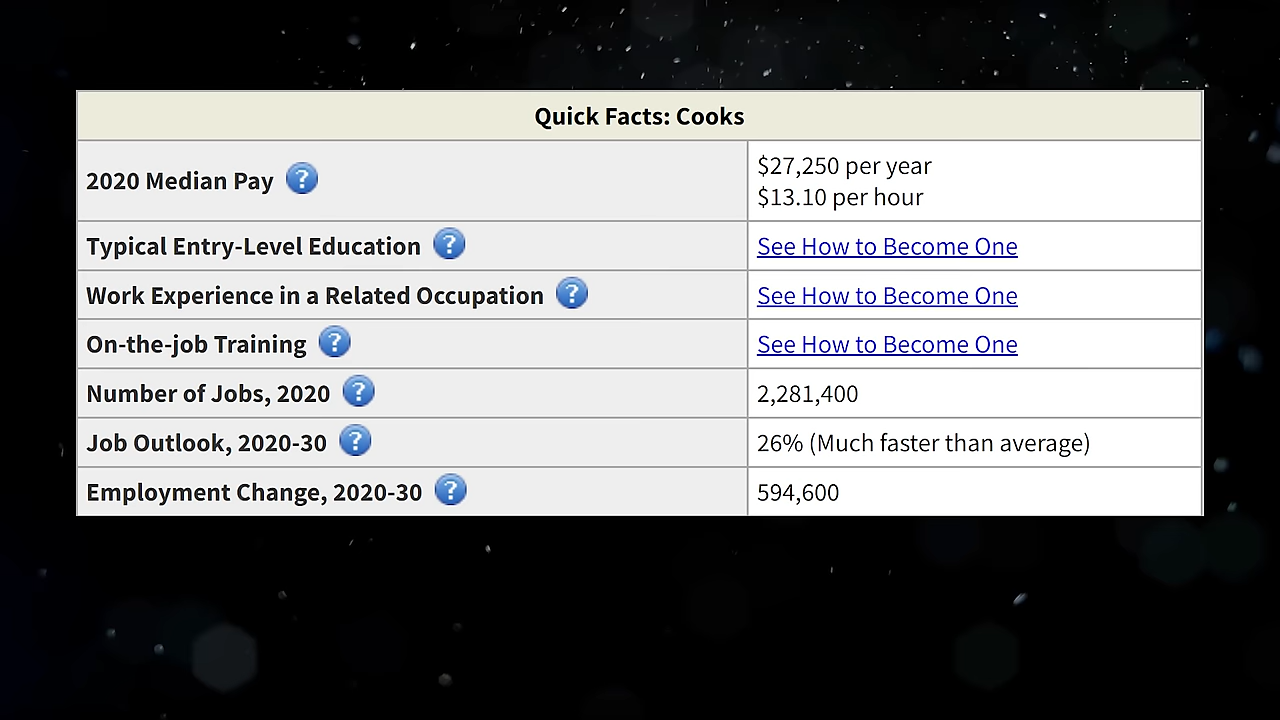 Quick Facts: Cooks
2020 Median Pay ?
$27,250 per year
$13.10 per hour
Typical Entry-Level Education ?
See How to Become One
Work Experience in a Related Occupation ?
See How to Become One
On-the-job Training ?
See How to Become One
Number of Jobs, 2020 ?
2,281,400
Job Outlook, 2020-30 ?
26% (Much faster than average)
Employment Change, 2020-30 ?
594,600